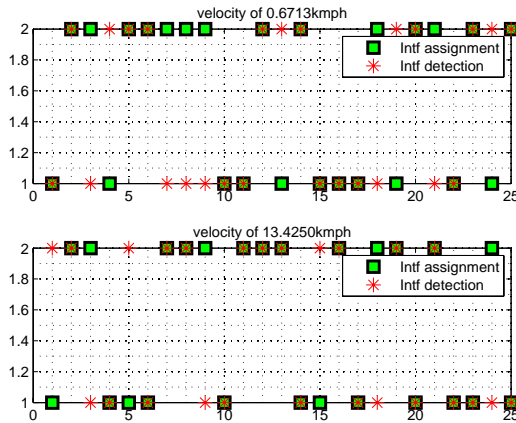 velocity of 0.6713kmph
2
1.8
1.6
1.4
1.2
1
0 5 10 15 20 25
Intf assignment
Intf detection
velocity of 13.4250kmph
2
1.8
1.6
1.4
1.2
1
0 5 10 15 20 25
Intf assignment
Intf detection